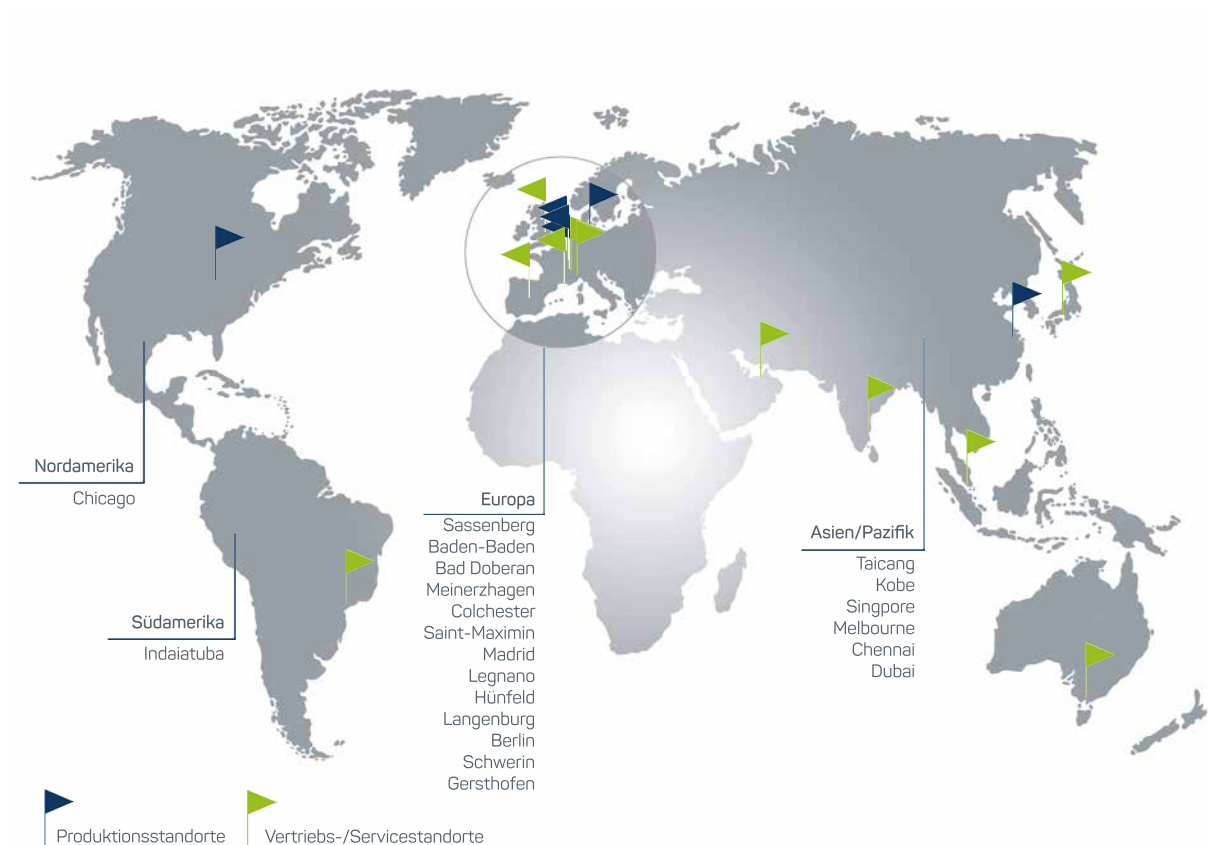 Nordamerika
Chicago
Südamerika
Indaiatuba
Europa
Sassenberg
Baden-Baden
Bad Doberan
Meinerzhagen
Colchester
Saint-Maximin
Madrid
Legnano
Hünfeld
Langenburg
Berlin
Schwerin
Gersthofen
Asien/Pazifik
Taicang
Kobe
Singpore
Melbourne
Chennai
Dubai
Produktionsstandorte
Vertriebs-/Servicestandorte